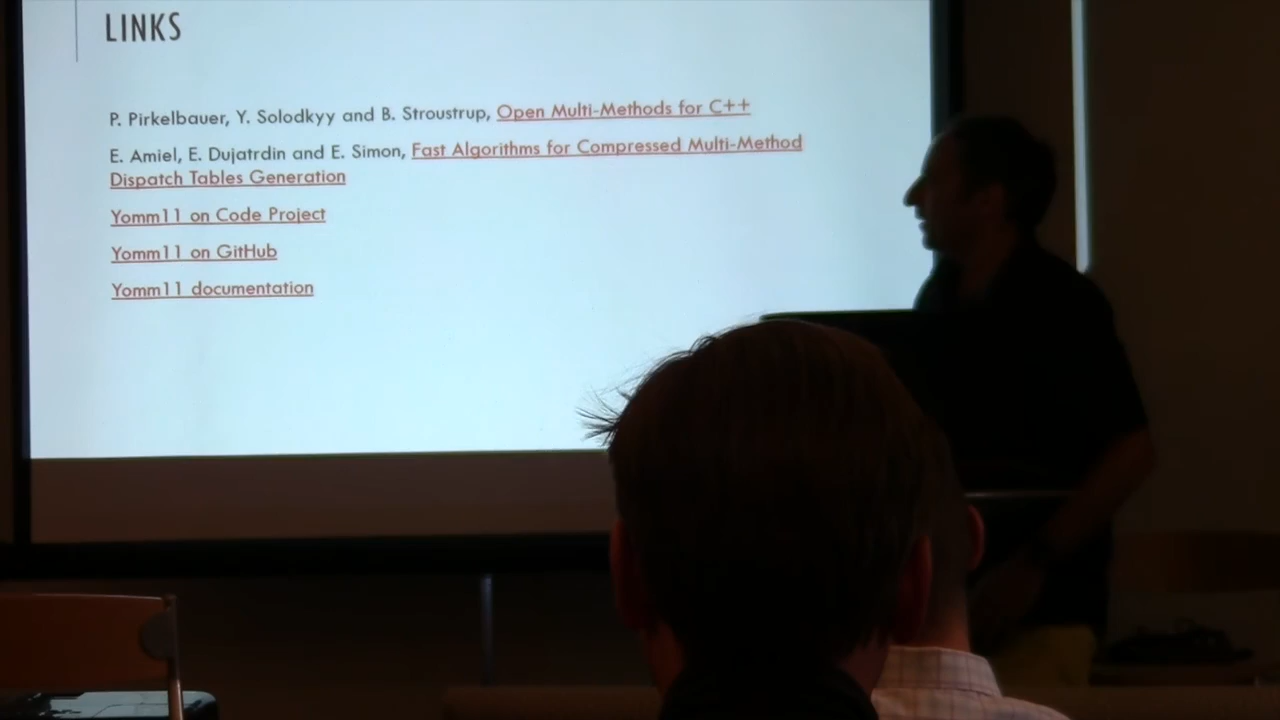 LINKS
P. Pirkelbauer, Y. Solodkyy and B. Stroustrup, Open Multi-Methods for C++
E. Amiel, E. Dujatrdin and E. Simon, Fast Algorithms for Compressed Multi-Method
Dispatch Tables Generation
Yomm11 on Code Project
Yomm11 on GitHub
Yomm11 documentation